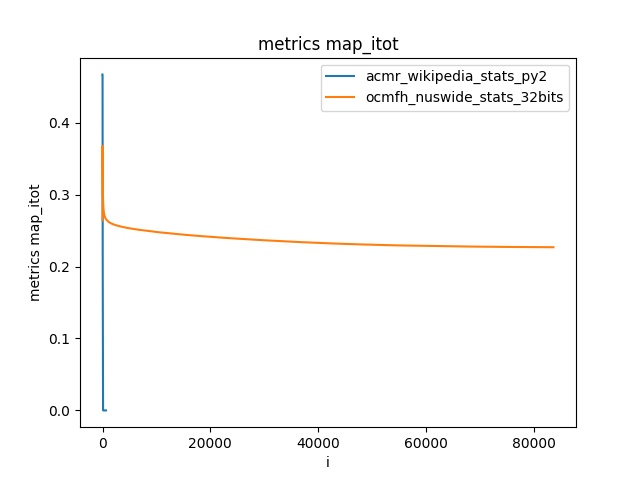 metrics map_itot
acmr_wikipedia_stats_py2
ocmfh_nuswide_stats_32bits
metrics map_itot
0.4
0.3
0.2
0.1
0.0
0
20000
40000
60000
80000
i